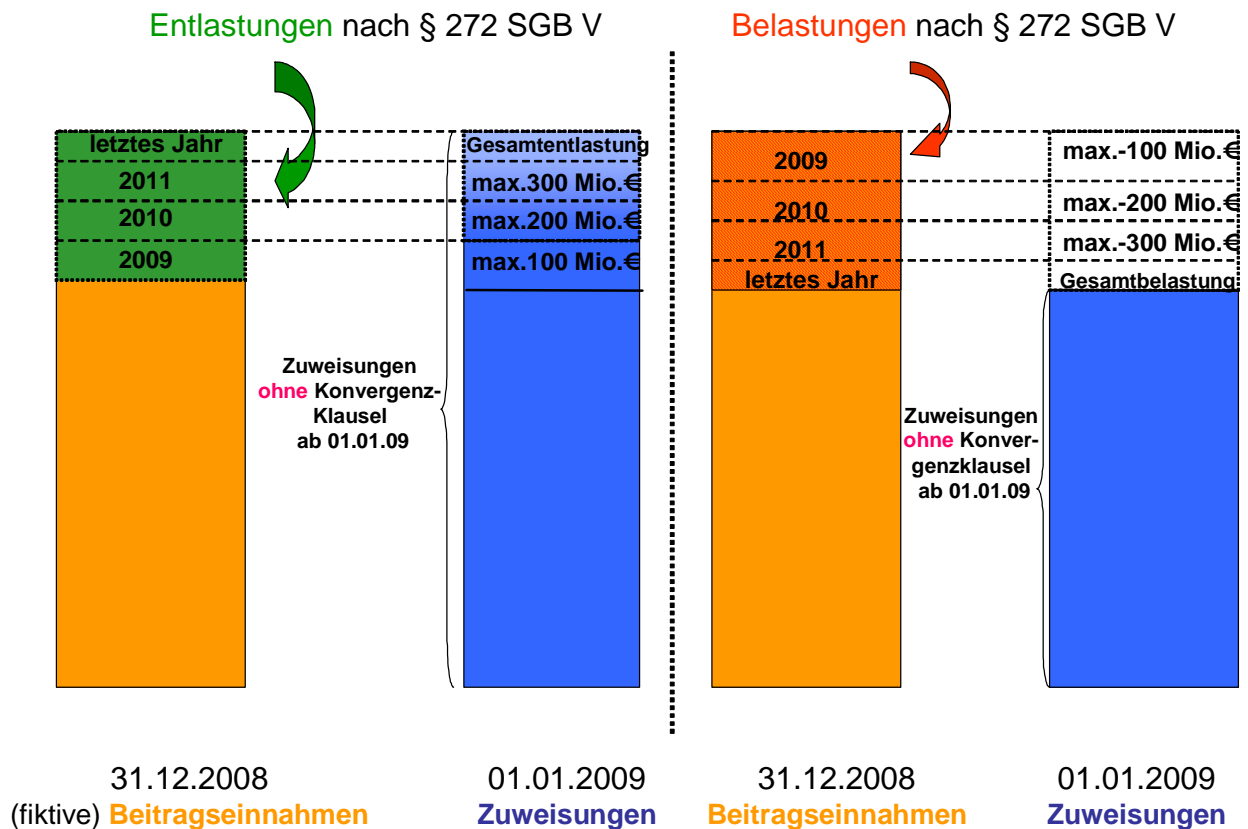 Entlastungen nach § 272 SGB V
Belastungen nach § 272 SGB V
letztes Jahr
2011
2010
2009
Gesamtentlastung
max.300 Mio.€
max.200 Mio.€
max.100 Mio.€
Zuweisungen
ohne Konvergenz-
Klausel
ab 01.01.09
2009
2010
2011
letztes Jahr
max.-100 Mio.€
max.-200 Mio.€
max.-300 Mio.€
Gesamtbelastung
Zuweisungen
ohne Konver-
genzklausel
ab 01.01.09
31.12.2008
(fiktive) Beitragseinnahmen
01.01.2009
Zuweisungen
31.12.2008
Beitragseinnahmen
01.01.2009
Zuweisungen